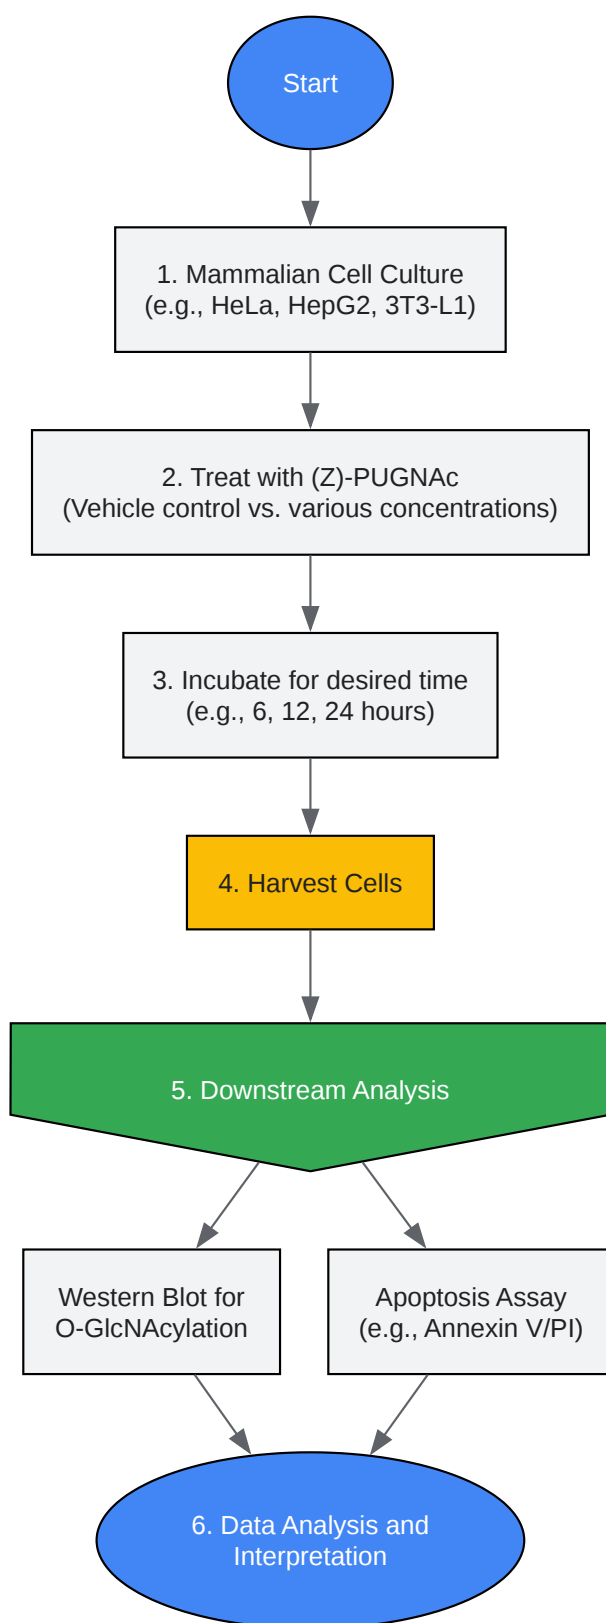 Start
1. Mammalian Cell Culture
(e.g., HeLa, HepG2, 3T3-L1)
2. Treat with (Z)-PUGNAc
(Vehicle control vs. various concentrations)
3. Incubate for desired time
(e.g., 6, 12, 24 hours)
4. Harvest Cells
5. Downstream Analysis
Western Blot for
O-GlcNAcylation
Apoptosis Assay
(e.g., Annexin V/PI)
6. Data Analysis and
Interpretation